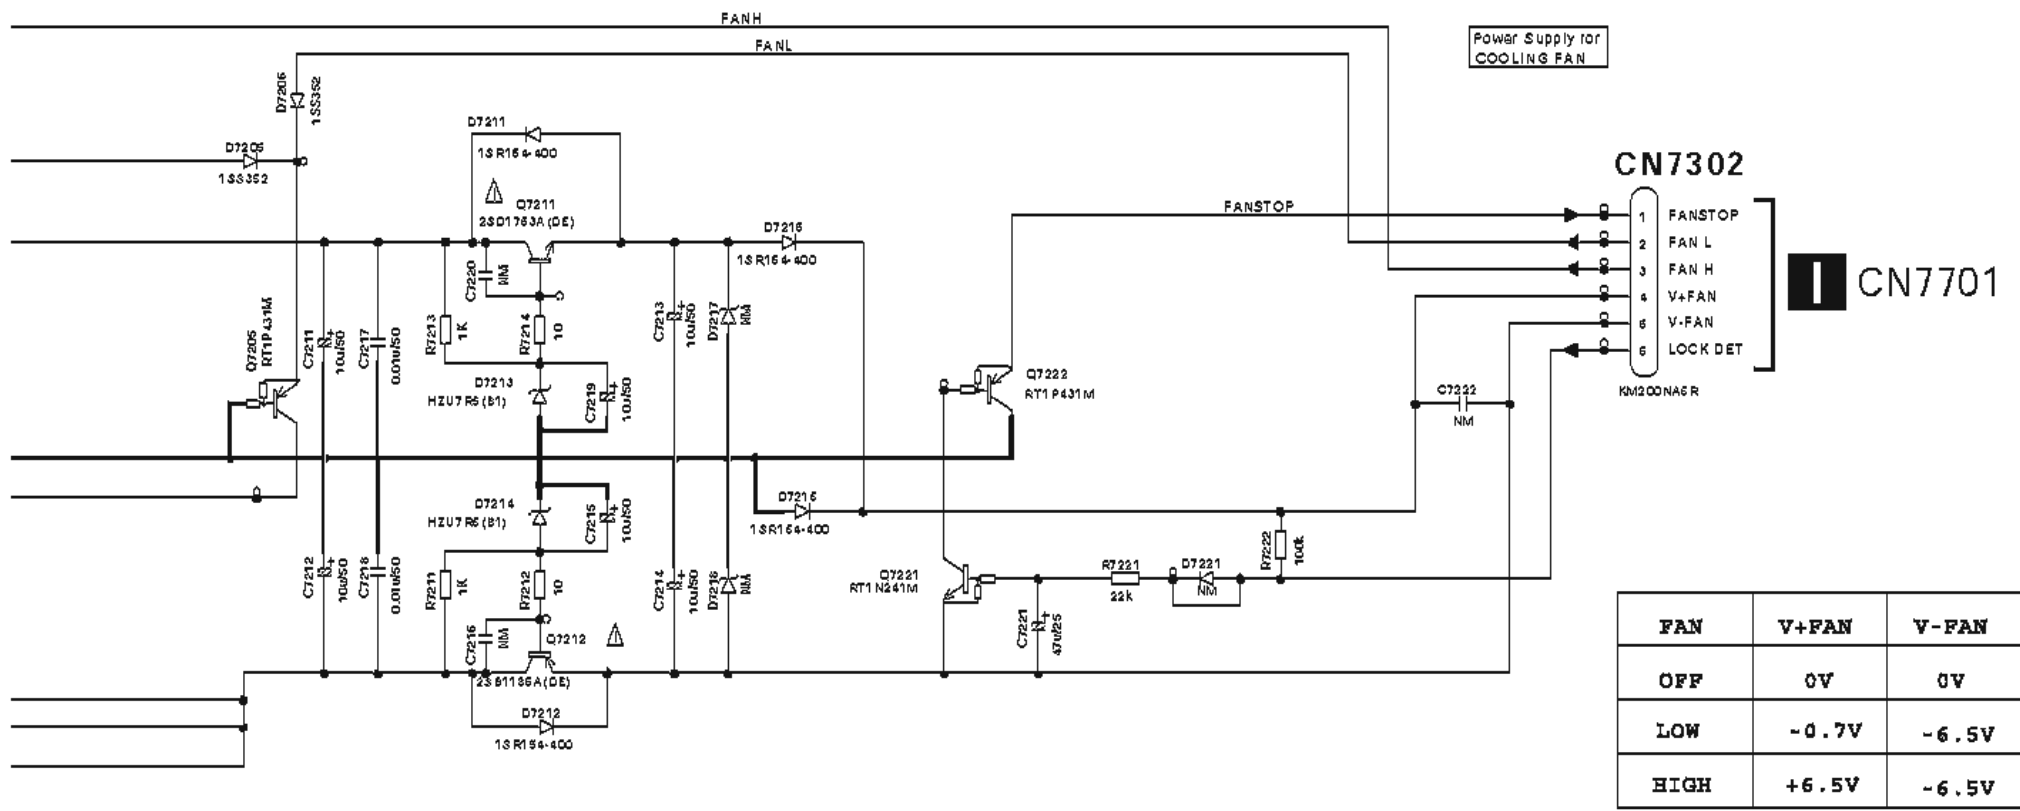 FANH
FANL
Power Supply for
COOLING FAN
D7206
1SS352
D7211
1SR154-400
D7205
1SS352
CN7302
Q7211
2SD1763A(DE)
FANSTOP
D7216
1SR154-400
1 FANSTOP
2 FAN L
3 FAN H
4 V+FAN
5 V-FAN
6 LOCK DET
I CN7701
KM200NA6R
C7220
NM
Q7205
RT1P431M
C7211
10u/50
C7217
0.01u/50
R7213
1K
R7214
10
C7213
10u/50
D7217
NM
D7213
HZU7R5(B1)
C7219
10u/50
Q7222
RT1P431M
C7222
NM
D7214
HZU7R5(B1)
C7215
10u/50
D7215
1SR154-400
R7222
100k
C7212
10u/50
C7218
0.01u/50
R7211
1K
R7212
10
C7214
10u/50
D7218
NM
Q7221
RT1N241M
R7221
22k
D7221
NM
C7221
47u/25
C7216
NM
Q7212
2SB1186A(DE)
D7212
1SR154-400
FAN V+FAN V-FAN
OFF 0V 0V
LOW -0.7V -6.5V
HIGH +6.5V -6.5V